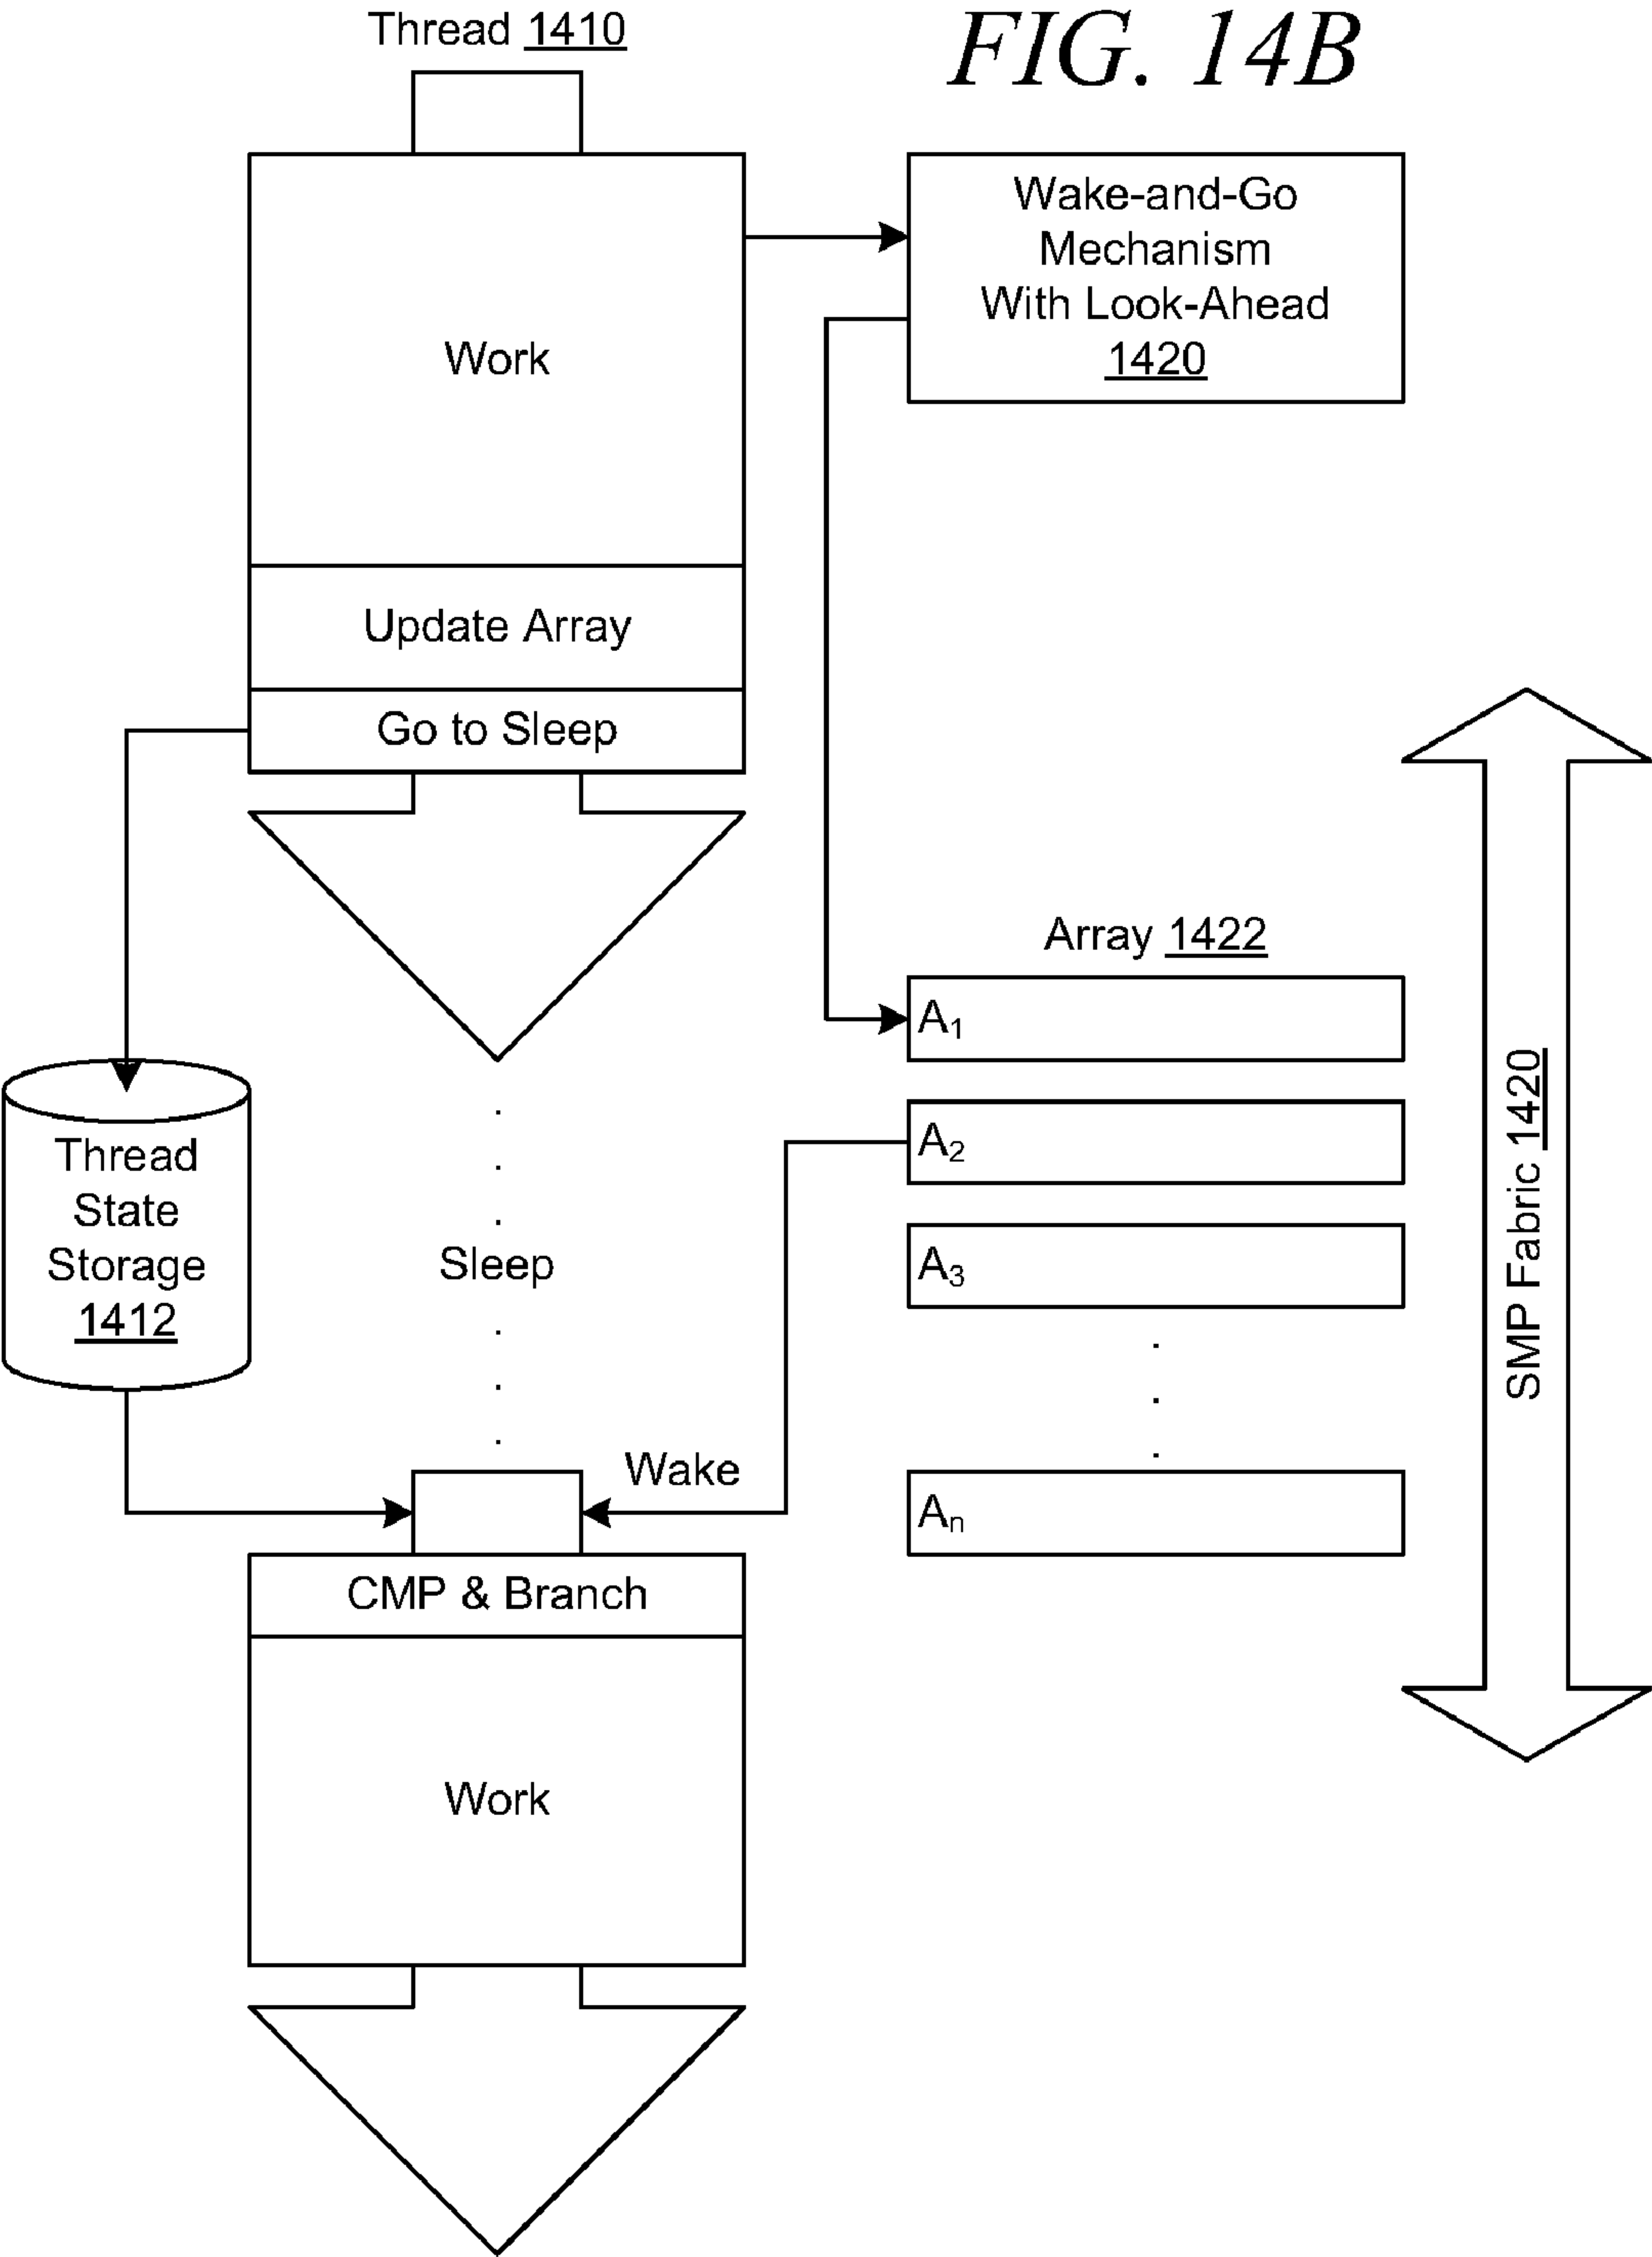 Thread 1410
FIG. 14B
Work
Wake-and-Go
Mechanism
With Look-Ahead
1420
Update Array
Go to Sleep
Array 1422
A₁
A₂
A₃
.
.
.
Aₙ
SMP Fabric 1420
Thread
State
Storage
1412
.
.
.
Sleep
.
.
.
Wake
CMP & Branch
Work